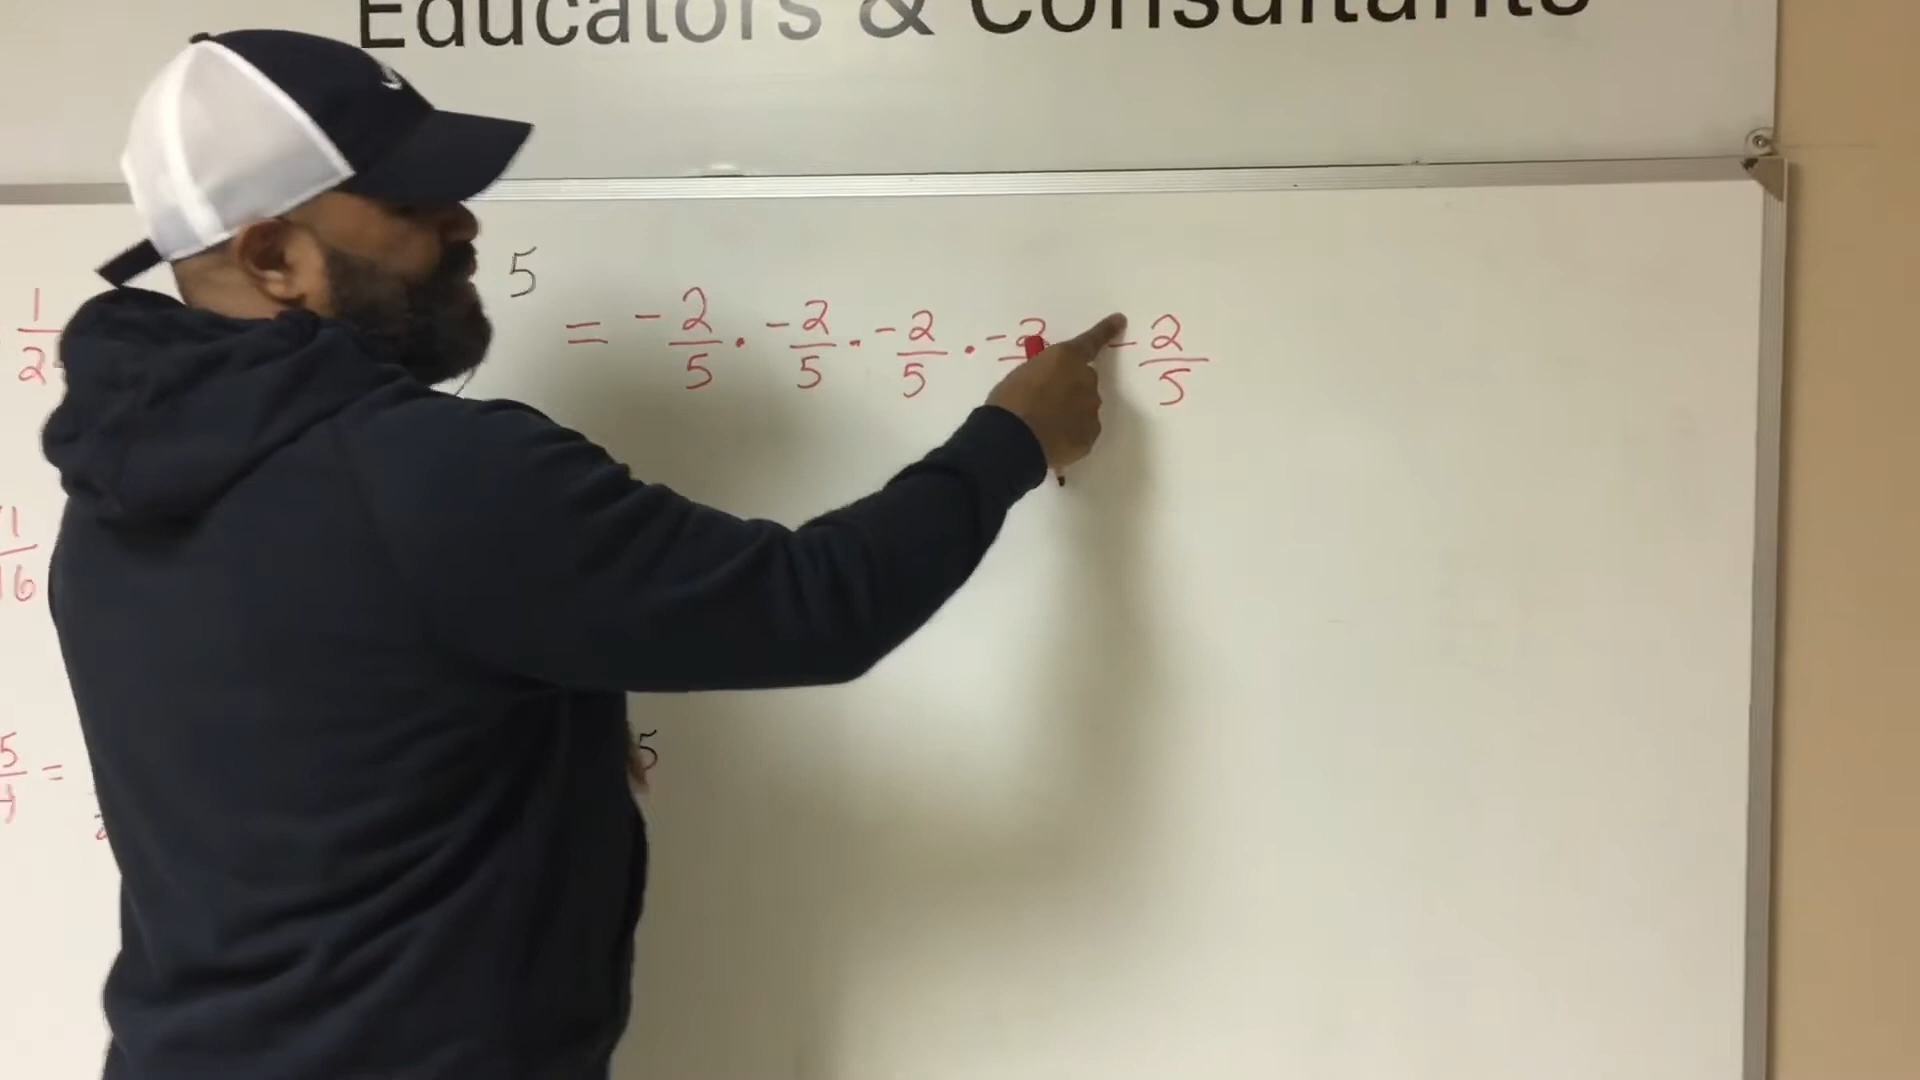 Educators & Consultants
5
= -2/5 · -2/5 · -2/5 · -2 -2/5
1/2
1/16
5
5/ =